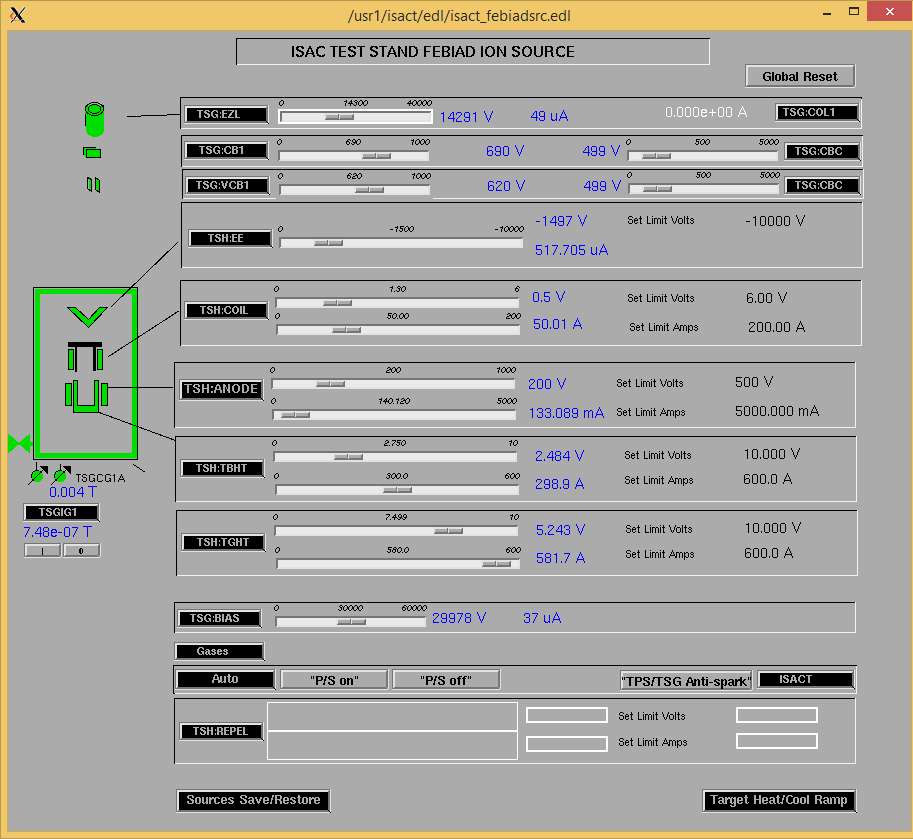 /usr1/isact/edl/isact_febiadsrc.edl
ISAC TEST STAND FEBIAD ION SOURCE
Global Reset
TSG:EZL 0 14300 40000 14291 V 49 uA 0.000e+00 A TSG:COL1
TSG:CB1 0 690 1000 690 V 499 V 0 500 5000 TSG:CBC
TSG:VCB1 0 620 1000 620 V 499 V 0 500 5000 TSG:CBC
TSH:EE 0 -1500 -10000 -1497 V Set Limit Volts -10000 V
517.705 uA
TSH:COIL 0 1.30 6 0.5 V Set Limit Volts 6.00 V
0 50.00 200 50.01 A Set Limit Amps 200.00 A
TSH:ANODE 0 200 1000 200 V Set Limit Volts 500 V
0 140.120 5000 133.089 mA Set Limit Amps 5000.000 mA
TSH:TBHT 0 2.750 10 2.484 V Set Limit Volts 10.000 V
0 300.0 600 298.9 A Set Limit Amps 600.0 A
TSGCG1A
0.004 T
TSGIG1
7.48e-07 T
I 0
TSH:TGHT 0 7.499 10 5.243 V Set Limit Volts 10.000 V
0 580.0 600 581.7 A Set Limit Amps 600.0 A
TSG:BIAS 0 30000 60000 29978 V 37 uA
Gases
Auto "P/S on" "P/S off" "TPS/TSG Anti-spark" ISACT
TSH:REPEL Set Limit Volts
Set Limit Amps
Sources Save/Restore Target Heat/Cool Ramp